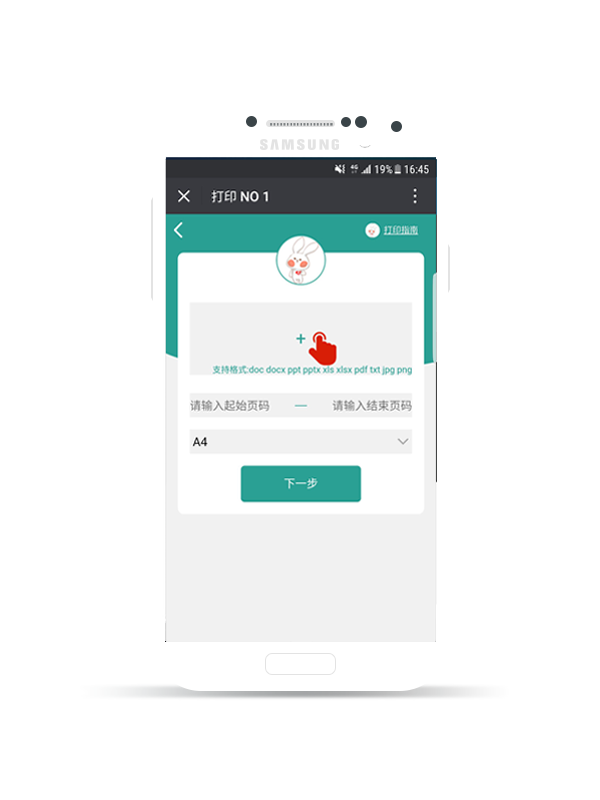 SAMSUNG
19% 16:45
打印 NO 1
打印指南
支持格式:doc docx ppt pptx xls xlsx pdf txt jpg png
请输入起始页码 — 请输入结束页码
A4
下一步